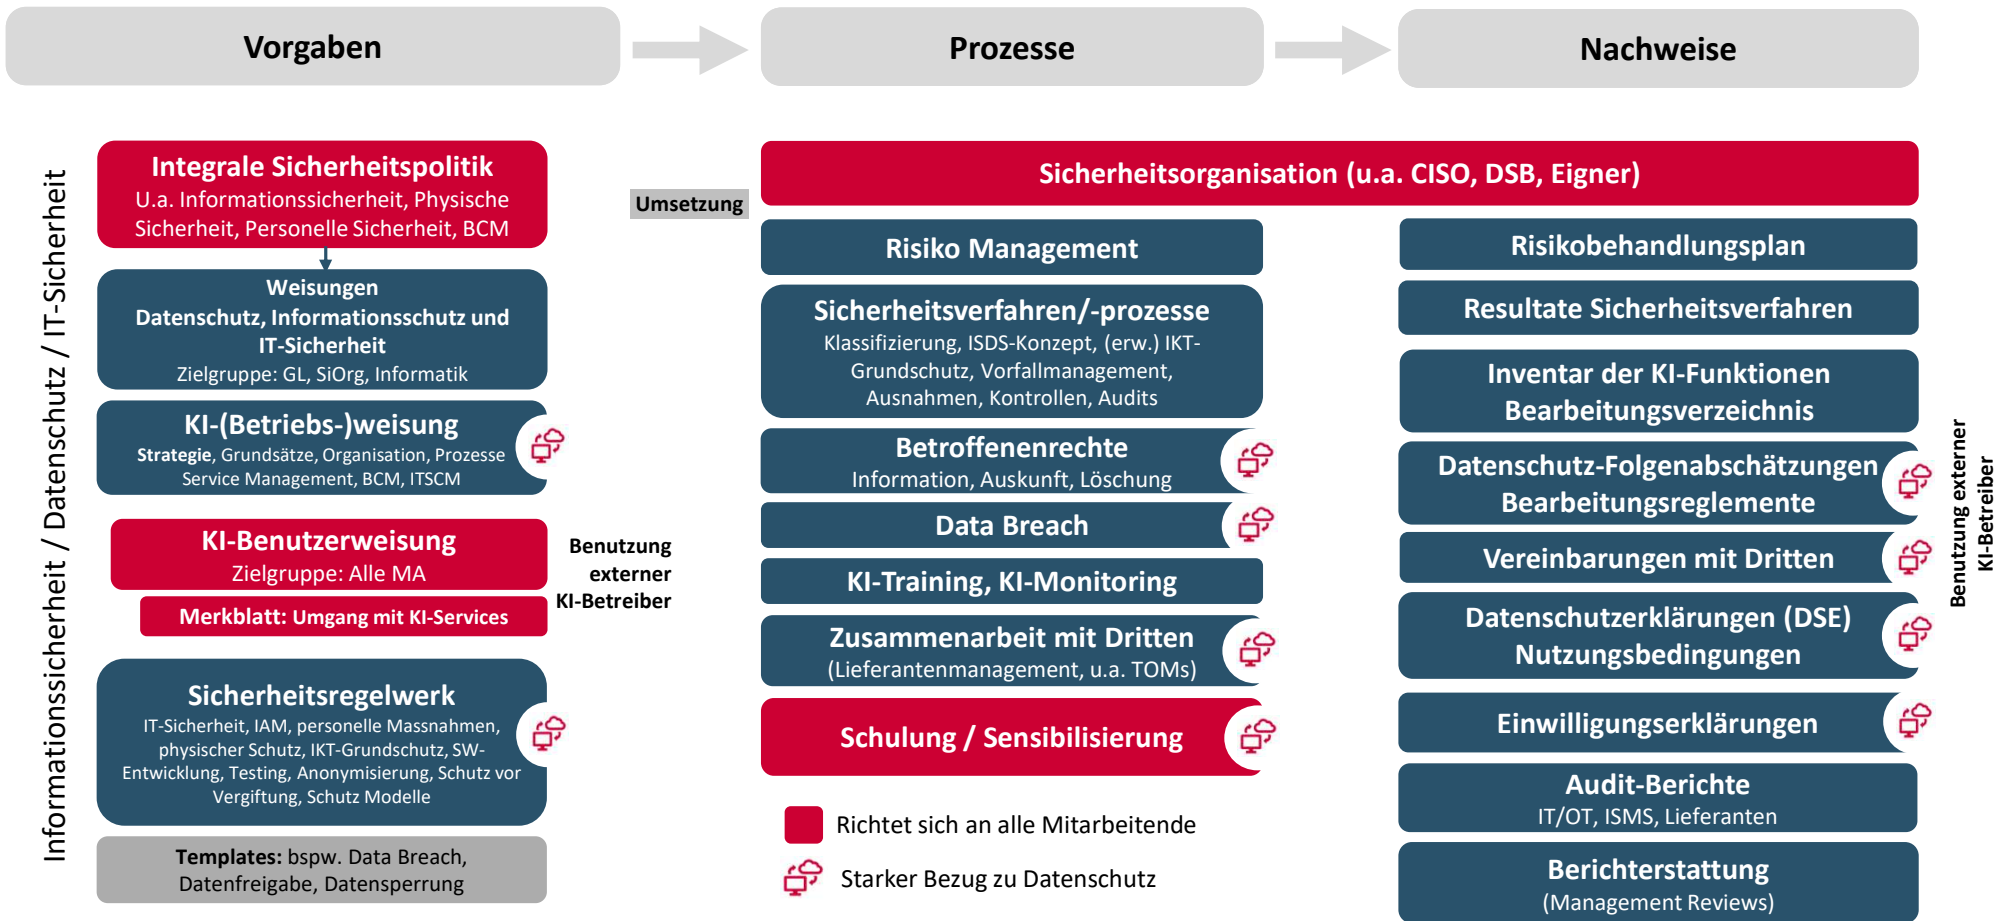 Vorgaben
Prozesse
Nachweise
Informationssicherheit / Datenschutz / IT-Sicherheit
Integrale Sicherheitspolitik
U.a. Informationssicherheit, Physische
Sicherheit, Personelle Sicherheit, BCM
Weisungen
Datenschutz, Informationsschutz und
IT-Sicherheit
Zielgruppe: GL, SiOrg, Informatik
KI-(Betriebs-)weisung
Strategie, Grundsätze, Organisation, Prozesse
Service Management, BCM, ITSCM
KI-Benutzerweisung
Zielgruppe: Alle MA
Merkblatt: Umgang mit KI-Services
Sicherheitsregelwerk
IT-Sicherheit, IAM, personelle Massnahmen,
physischer Schutz, IKT-Grundschutz, SW-
Entwicklung, Testing, Anonymisierung, Schutz vor
Vergiftung, Schutz Modelle
Templates: bspw. Data Breach,
Datenfreigabe, Datensperrung
Umsetzung
Benutzung
externer
KI-Betreiber
Sicherheitsorganisation (u.a. CISO, DSB, Eigner)
Risiko Management
Sicherheitsverfahren/-prozesse
Klassifizierung, ISDS-Konzept, (erw.) IKT-
Grundschutz, Vorfallmanagement,
Ausnahmen, Kontrollen, Audits
Betroffenenrechte
Information, Auskunft, Löschung
Data Breach
KI-Training, KI-Monitoring
Zusammenarbeit mit Dritten
(Lieferantenmanagement, u.a. TOMs)
Schulung / Sensibilisierung
Richtet sich an alle Mitarbeitende
Starker Bezug zu Datenschutz
Risikobehandlungsplan
Resultate Sicherheitsverfahren
Inventar der KI-Funktionen
Bearbeitungsverzeichnis
Datenschutz-Folgenabschätzungen
Bearbeitungsreglemente
Vereinbarungen mit Dritten
Datenschutzerklärungen (DSE)
Nutzungsbedingungen
Einwilligungserklärungen
Audit-Berichte
IT/OT, ISMS, Lieferanten
Berichterstattung
(Management Reviews)
Benutzung externer
KI-Betreiber